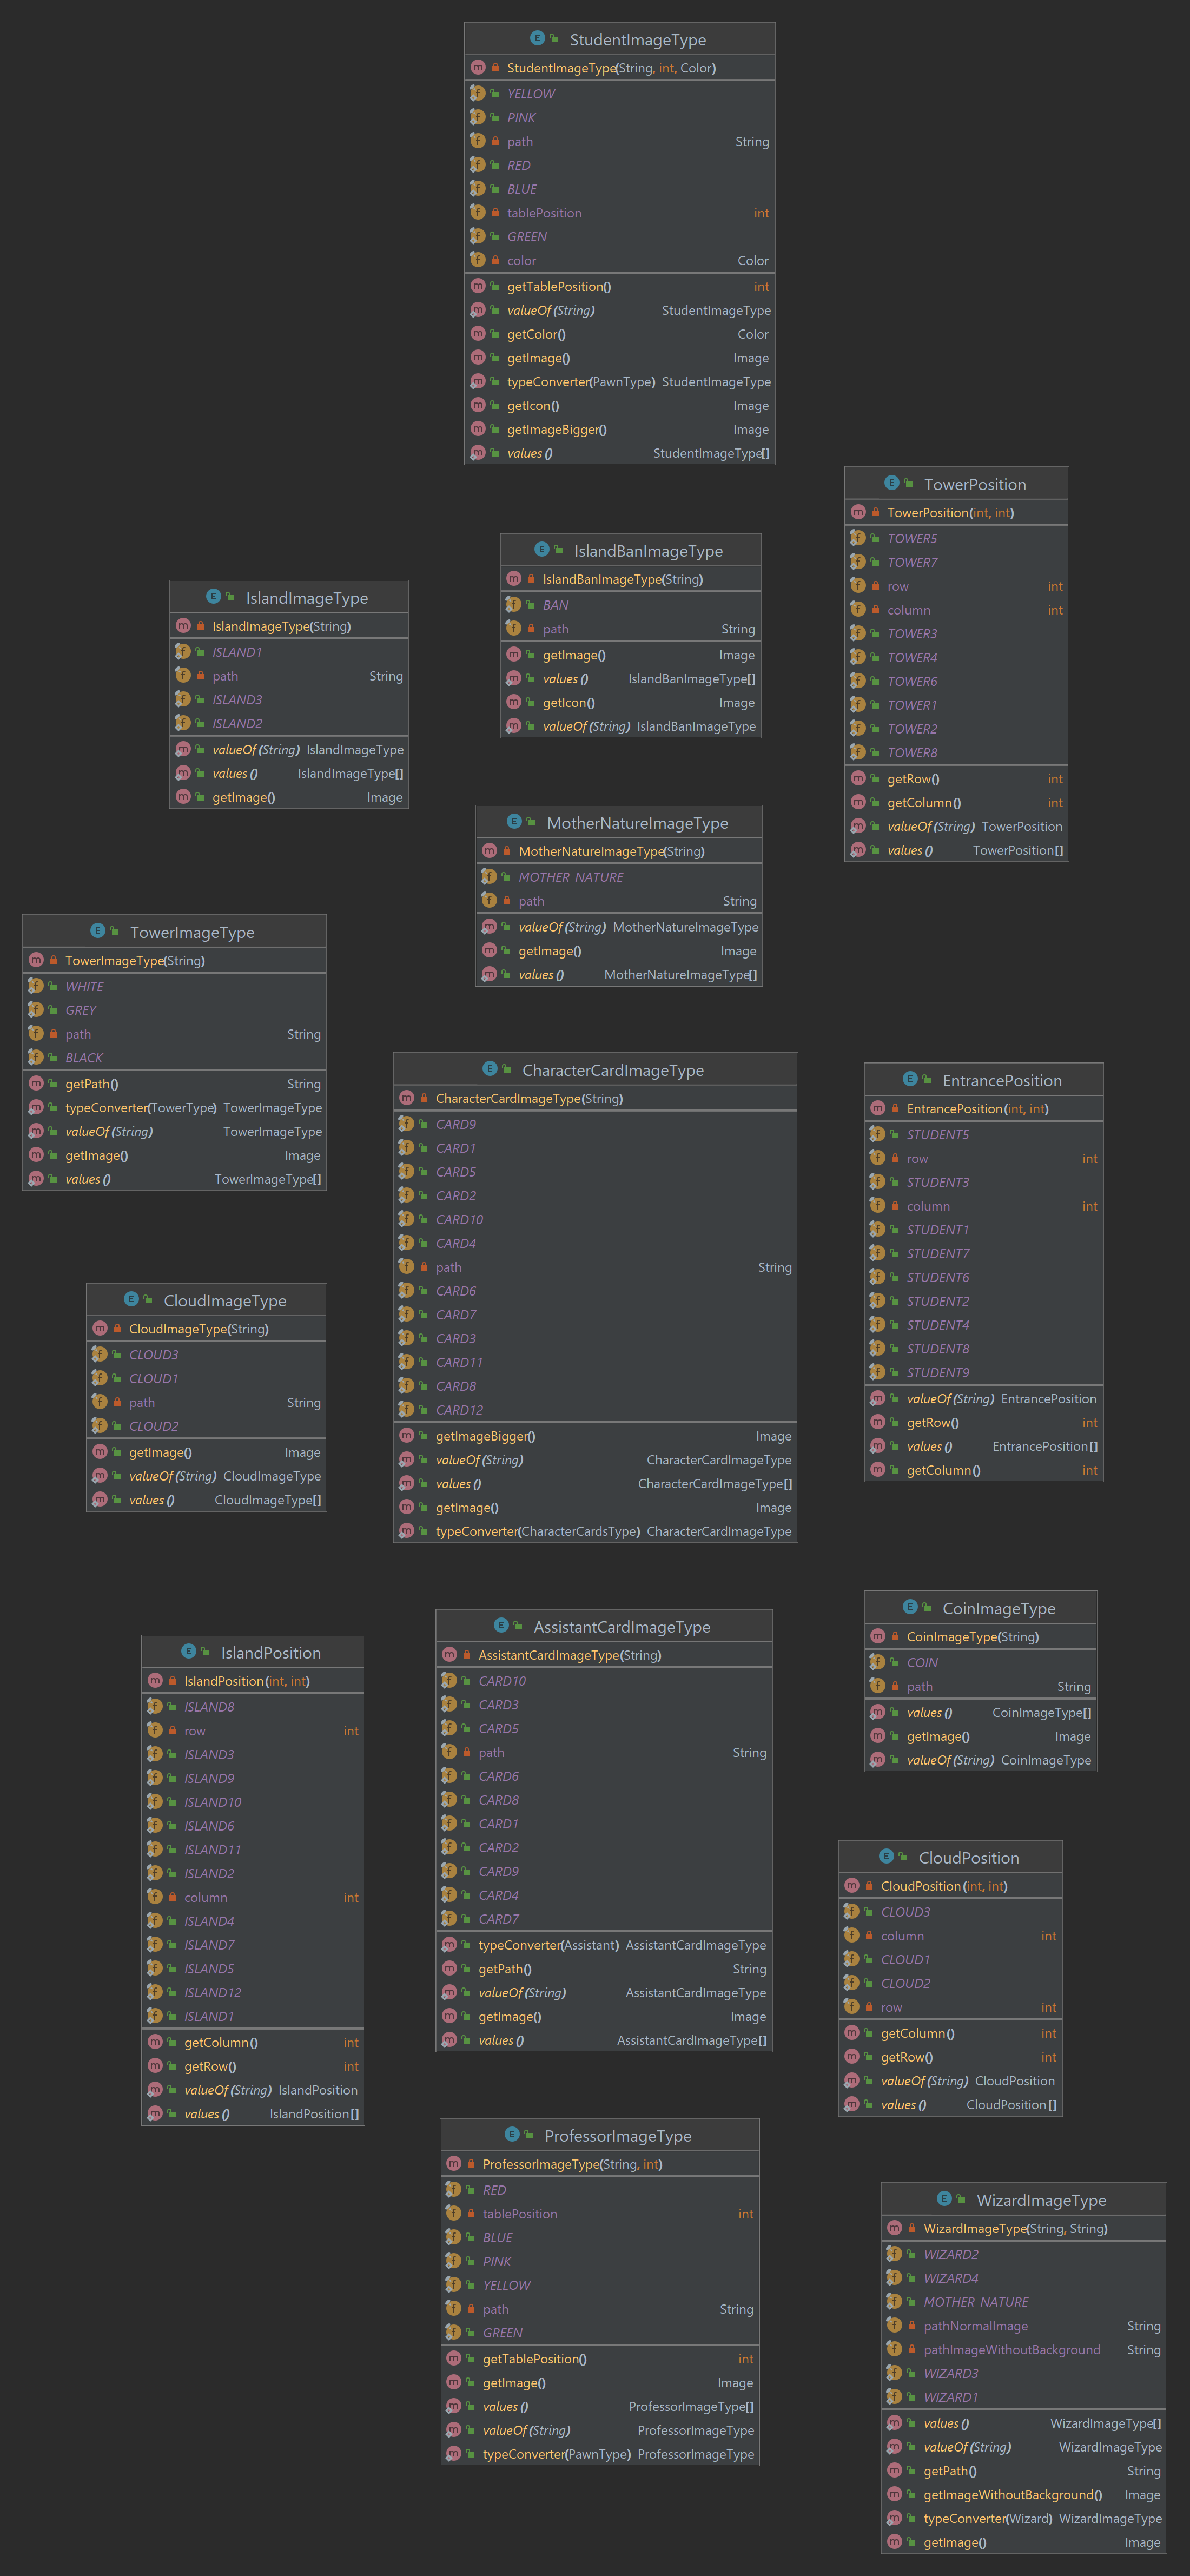 StudentImageType
StudentImageType(String, int, Color)
YELLOW
PINK
path String
RED
BLUE
tablePosition int
GREEN
color Color
getTablePosition() int
valueOf(String) StudentImageType
getColor() Color
getImage() Image
typeConverter(PawnType) StudentImageType
getIcon() Image
getImageBigger() Image
values() StudentImageType[]
TowerPosition
TowerPosition(int, int)
TOWER5
TOWER7
row int
column int
TOWER3
TOWER4
TOWER6
TOWER1
TOWER2
TOWER8
getRow() int
getColumn() int
valueOf(String) TowerPosition
values() TowerPosition[]
IslandBanImageType
IslandBanImageType(String)
BAN
path String
getImage() Image
values() IslandBanImageType[]
getIcon() Image
valueOf(String) IslandBanImageType
IslandImageType
IslandImageType(String)
ISLAND1
path String
ISLAND3
ISLAND2
valueOf(String) IslandImageType
values() IslandImageType[]
getImage() Image
MotherNatureImageType
MotherNatureImageType(String)
MOTHER_NATURE
path String
valueOf(String) MotherNatureImageType
getImage() Image
values() MotherNatureImageType[]
TowerImageType
TowerImageType(String)
WHITE
GREY
path String
BLACK
getPath() String
typeConverter(TowerType) TowerImageType
valueOf(String) TowerImageType
getImage() Image
values() TowerImageType[]
CharacterCardImageType
CharacterCardImageType(String)
CARD9
CARD1
CARD5
CARD2
CARD10
CARD4
path String
CARD6
CARD7
CARD3
CARD11
CARD8
CARD12
getImageBigger() Image
valueOf(String) CharacterCardImageType
values() CharacterCardImageType[]
getImage() Image
typeConverter(CharacterCardsType) CharacterCardImageType
EntrancePosition
EntrancePosition(int, int)
STUDENT5
row int
STUDENT3
column int
STUDENT1
STUDENT7
STUDENT6
STUDENT2
STUDENT4
STUDENT8
STUDENT9
valueOf(String) EntrancePosition
getRow() int
values() EntrancePosition[]
getColumn() int
CloudImageType
CloudImageType(String)
CLOUD3
CLOUD1
path String
CLOUD2
getImage() Image
valueOf(String) CloudImageType
values() CloudImageType[]
CoinImageType
CoinImageType(String)
COIN
path String
values() CoinImageType[]
getImage() Image
valueOf(String) CoinImageType
AssistantCardImageType
AssistantCardImageType(String)
CARD10
CARD3
CARD5
path String
CARD6
CARD8
CARD1
CARD2
CARD9
CARD4
CARD7
typeConverter(Assistant) AssistantCardImageType
getPath() String
valueOf(String) AssistantCardImageType
getImage() Image
values() AssistantCardImageType[]
IslandPosition
IslandPosition(int, int)
ISLAND8
row int
ISLAND3
ISLAND9
ISLAND10
ISLAND6
ISLAND11
ISLAND2
column int
ISLAND4
ISLAND7
ISLAND5
ISLAND12
ISLAND1
getColumn() int
getRow() int
valueOf(String) IslandPosition
values() IslandPosition[]
CloudPosition
CloudPosition(int, int)
CLOUD3
column int
CLOUD1
CLOUD2
row int
getColumn() int
getRow() int
valueOf(String) CloudPosition
values() CloudPosition[]
ProfessorImageType
ProfessorImageType(String, int)
RED
tablePosition int
BLUE
PINK
YELLOW
path String
GREEN
getTablePosition() int
getImage() Image
values() ProfessorImageType[]
valueOf(String) ProfessorImageType
typeConverter(PawnType) ProfessorImageType
WizardImageType
WizardImageType(String, String)
WIZARD2
WIZARD4
MOTHER_NATURE
pathNormalImage String
pathImageWithoutBackground String
WIZARD3
WIZARD1
values() WizardImageType[]
valueOf(String) WizardImageType
getPath() String
getImageWithoutBackground() Image
typeConverter(Wizard) WizardImageType
getImage() Image